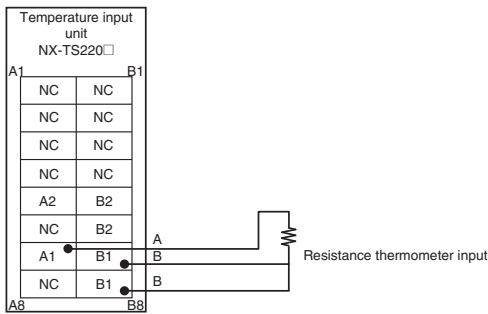 Temperature input
unit
NX-TS220□
A1 B1
NC NC
NC NC
NC NC
NC NC
A2 B2
NC B2
A
A1 B1 B Resistance thermometer input
NC B1 B
A8 B8